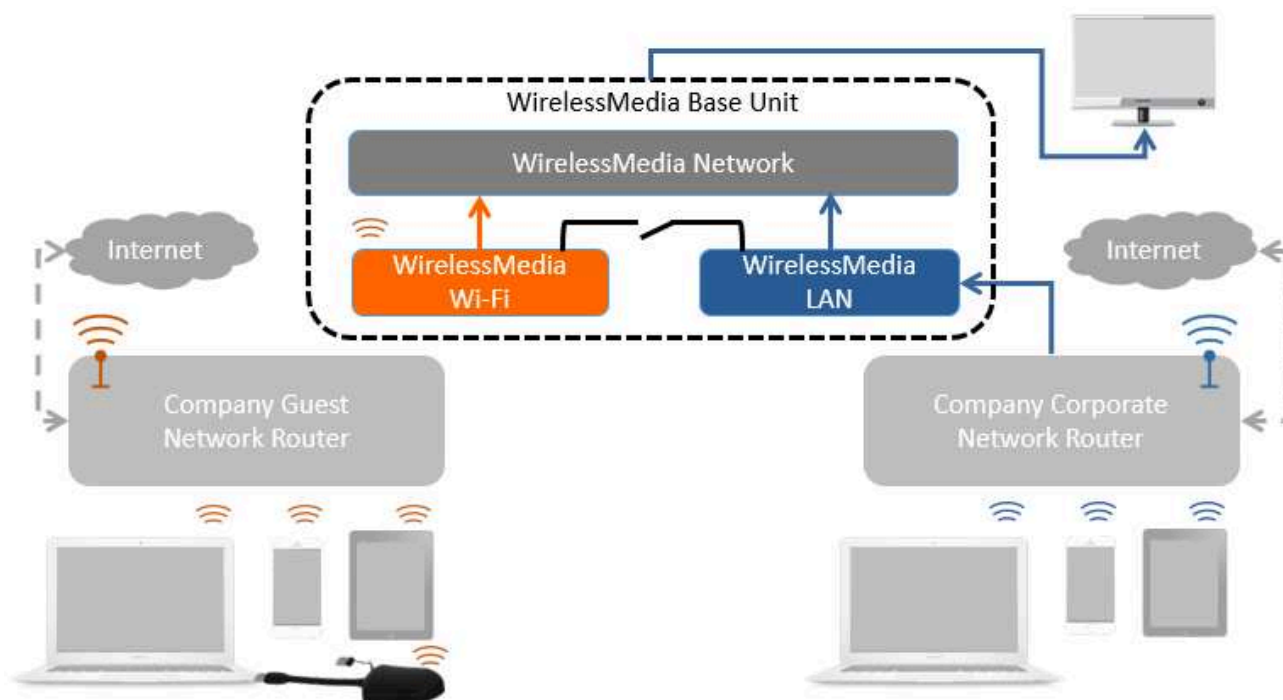 WirelessMedia Base Unit
WirelessMedia Network
Internet
WirelessMedia
Wi-Fi
WirelessMedia
LAN
Internet
Company Guest
Network Router
Company Corporate
Network Router